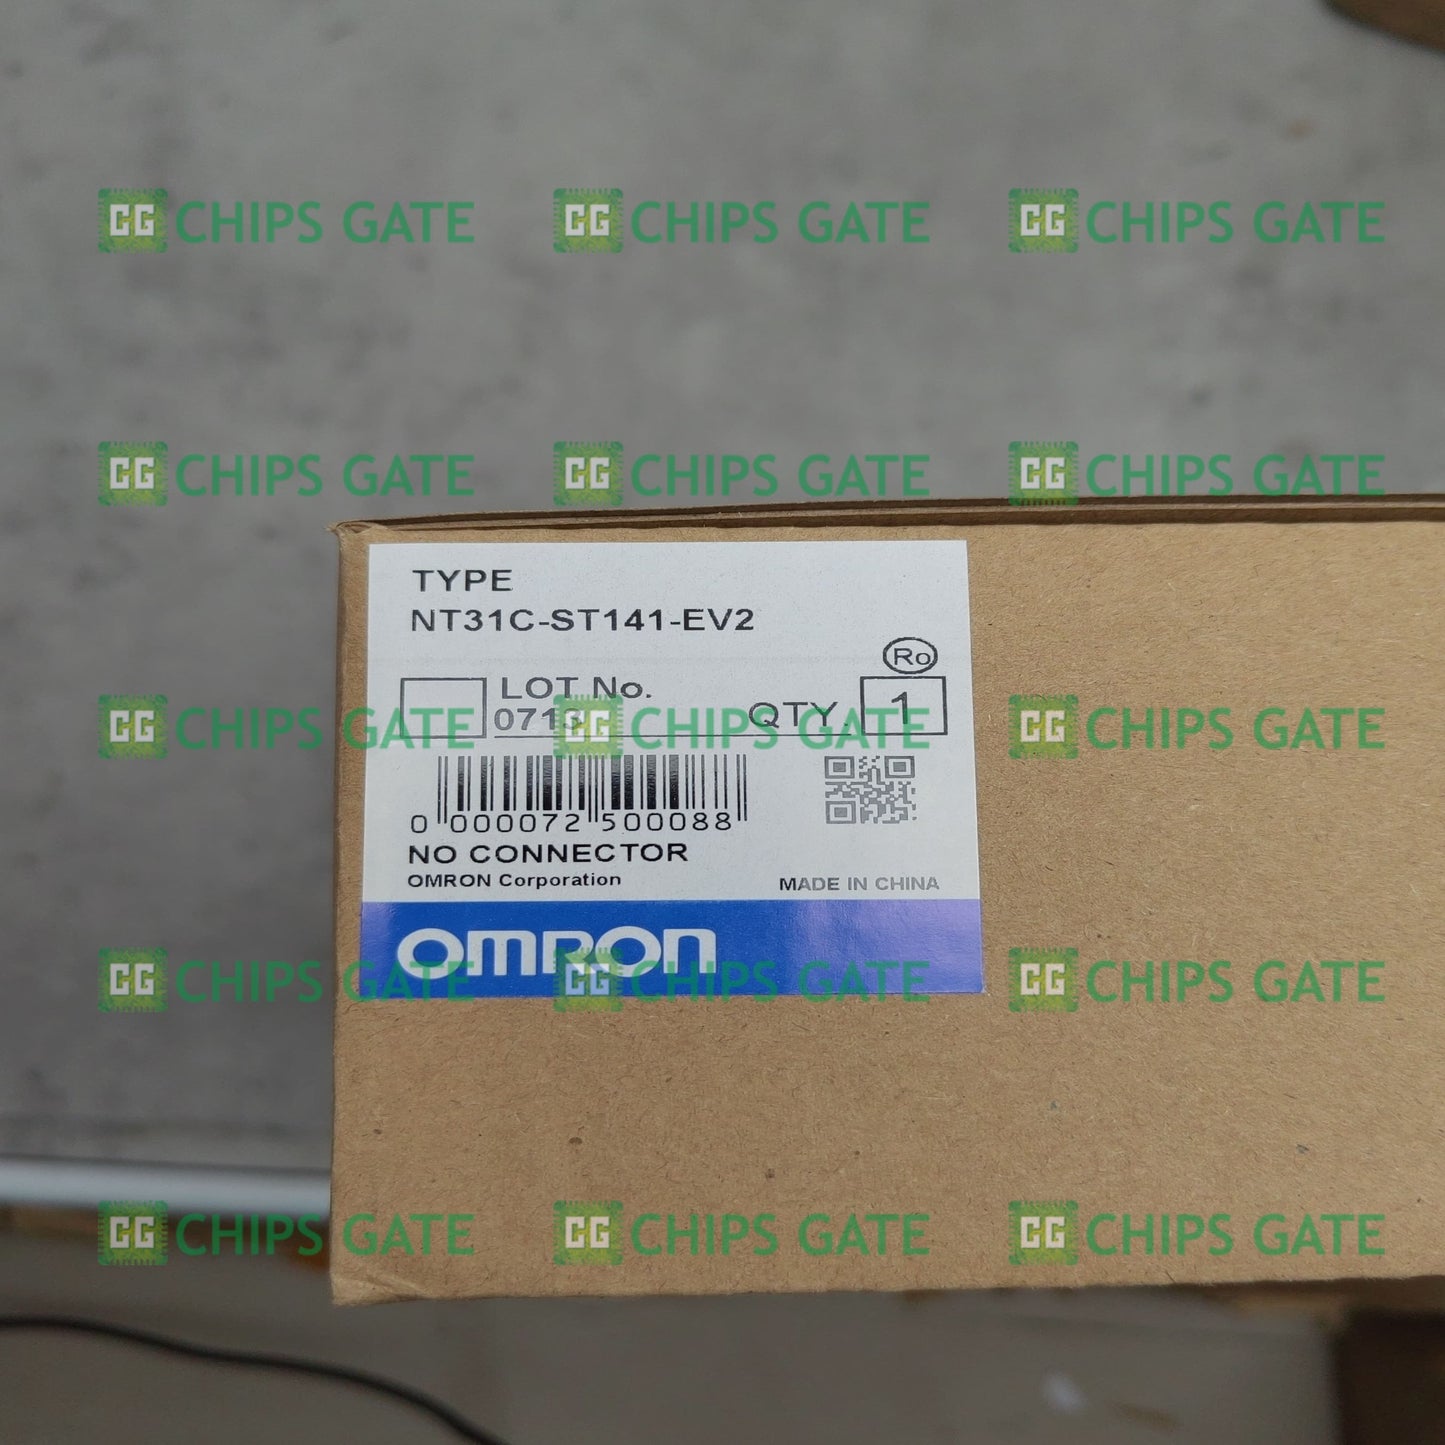 CG CHIPS GATE CG CHIPS GATE CG CHIPS GATE
CG CHIPS GATE CG CHIPS GATE CG CHIPS GATE
TYPE
NT31C-ST141-EV2
Ro
LOT No.
QTY. 1
CG CHIPS GATE CG CHIPS GATE CG CHIPS GATE
0 000072 500088
NO CONNECTOR
OMRON Corporation MADE IN CHINA
OMRON
CG CHIPS GATE CG CHIPS GATE CG CHIPS GATE
CG CHIPS GATE CG CHIPS GATE CG CHIPS GATE